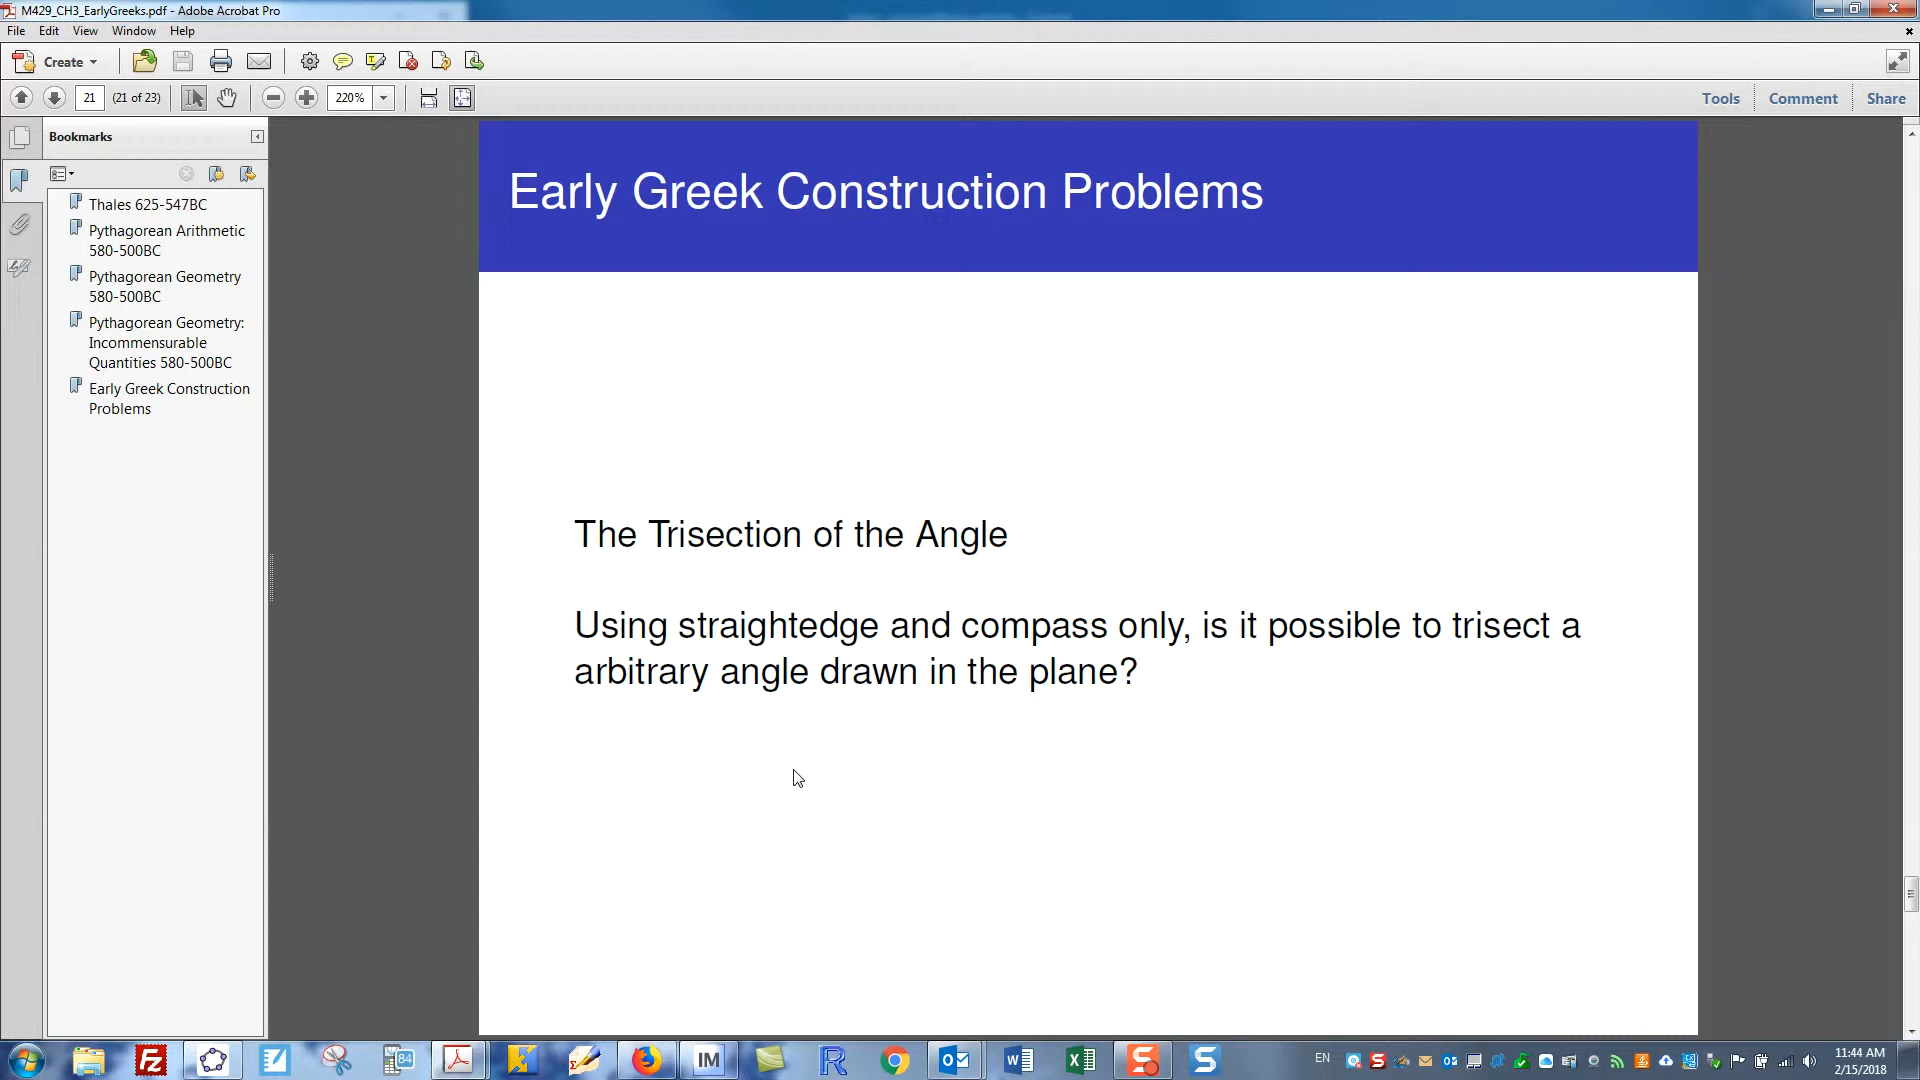 M429_CH3_EarlyGreeks.pdf - Adobe Acrobat Pro
File Edit View Window Help
Create
21 (21 of 23) 220% Tools Comment Share
Bookmarks
Thales 625-547BC
Pythagorean Arithmetic
580-500BC
Pythagorean Geometry
580-500BC
Pythagorean Geometry:
Incommensurable
Quantities 580-500BC
Early Greek Construction
Problems
Early Greek Construction Problems
The Trisection of the Angle
Using straightedge and compass only, is it possible to trisect a
arbitrary angle drawn in the plane?
84 IM EN 11:44 AM
2/15/2018